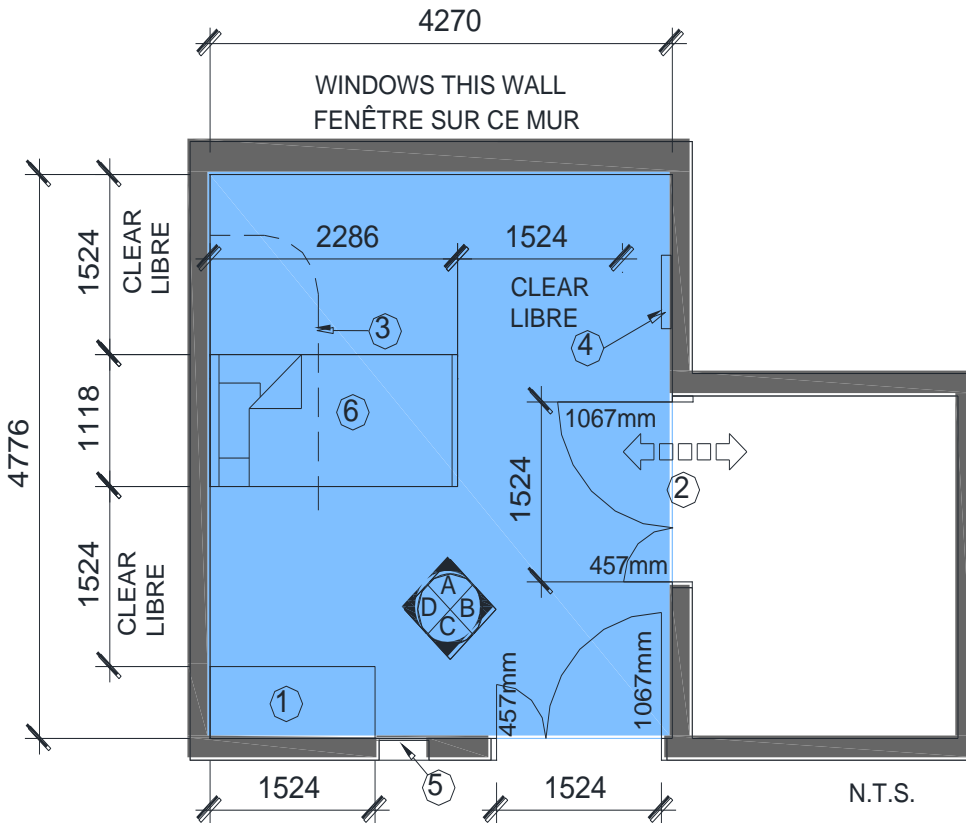 4270
WINDOWS THIS WALL
FENÊTRE SUR CE MUR
4776
1524
CLEAR
LIBRE
2286
1524
CLEAR
LIBRE
3
4
1118
6
1067mm
2
1524
457mm
1524
CLEAR
LIBRE
A
D
B
C
1
457mm
1067mm
5
1524
1524
N.T.S.